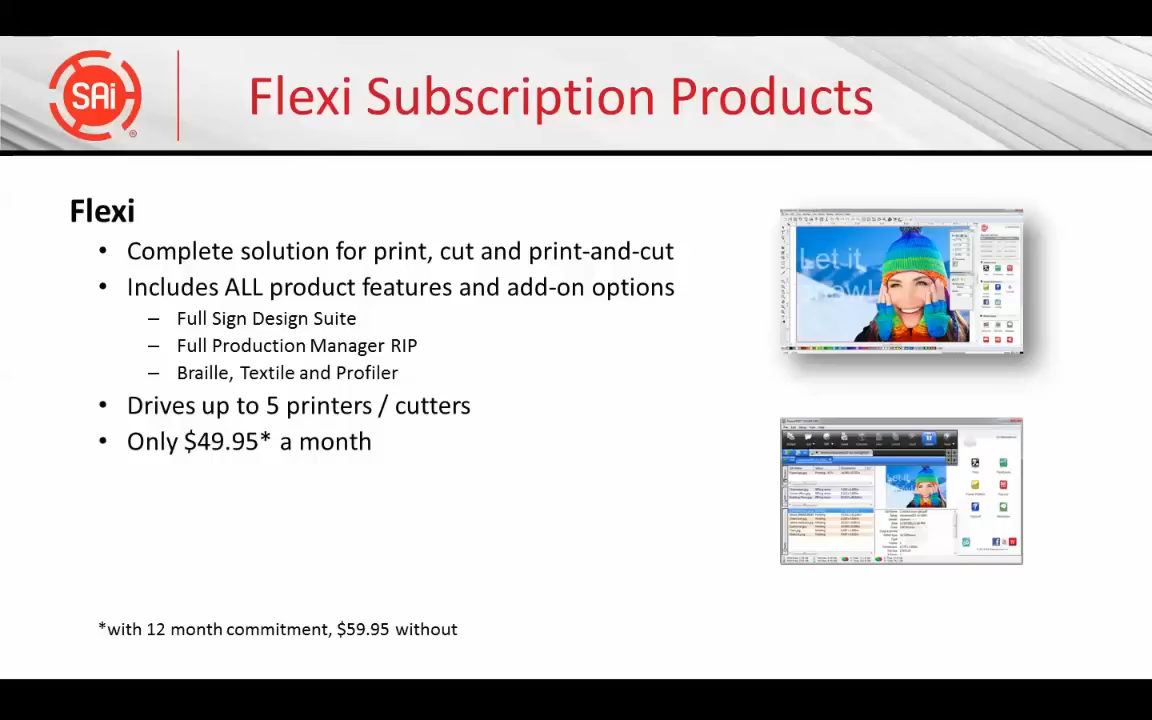 SAi
®
Flexi Subscription Products
Flexi
• Complete solution for print, cut and print-and-cut
• Includes ALL product features and add-on options
– Full Sign Design Suite
– Full Production Manager RIP
– Braille, Textile and Profiler
• Drives up to 5 printers / cutters
• Only $49.95* a month
*with 12 month commitment, $59.95 without
Let it